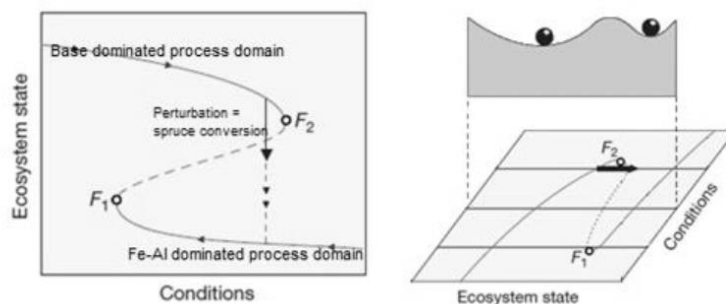 Base dominated process domain
Ecosystem state
Perturbation =
spruce conversion
F2
F1
Fe-Al dominated process domain
Conditions
F2
F1
Conditions
Ecosystem state